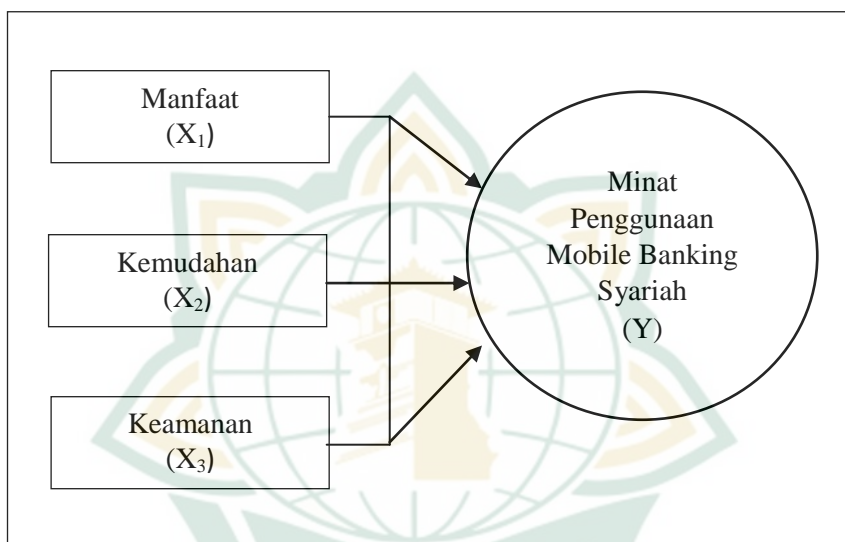 Manfaat
(X₁)
Kemudahan
(X₂)
Keamanan
(X₃)
Minat
Penggunaan
Mobile Banking
Syariah
(Y)